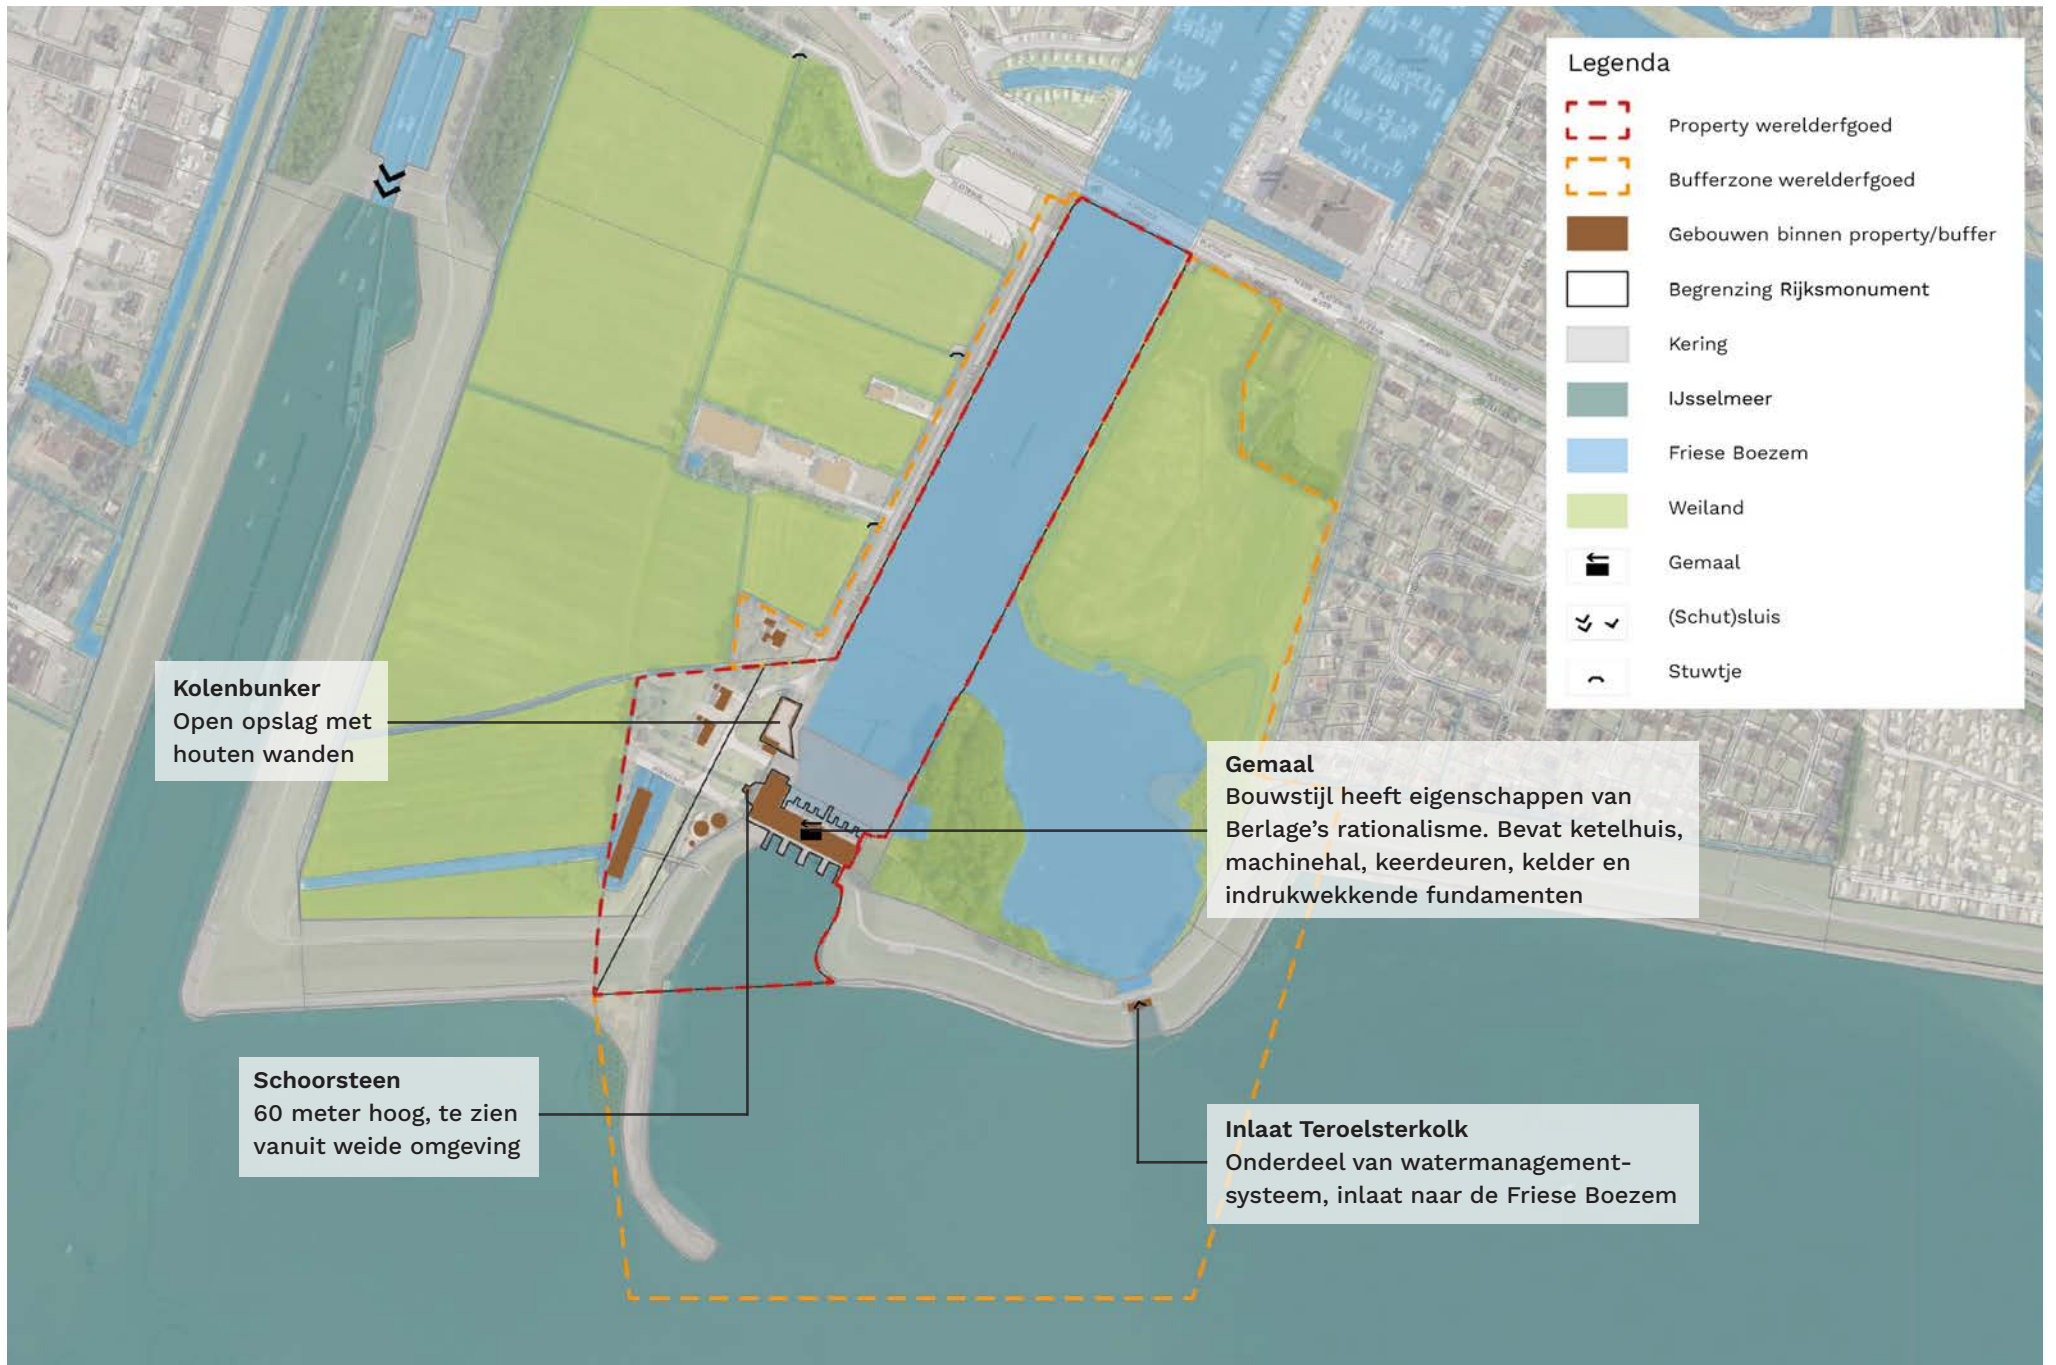 Legenda
Property werelderfgoed
Bufferzone werelderfgoed
Gebouwen binnen property/buffer
Begrenzing Rijksmonument
Kering
IJsselmeer
Friese Boezem
Weiland
Gemaal
(Schut)sluis
Stuwtje
Kolenbunker
Open opslag met
houten wanden
Gemaal
Bouwstijl heeft eigenschappen van
Berlage's rationalisme. Bevat ketelhuis,
machinehal, keerdeuren, kelder en
indrukwekkende fundamenten
Schoorsteen
60 meter hoog, te zien
vanuit weide omgeving
Inlaat Teroelsterkolk
Onderdeel van watermanagement-
systeem, inlaat naar de Friese Boezem